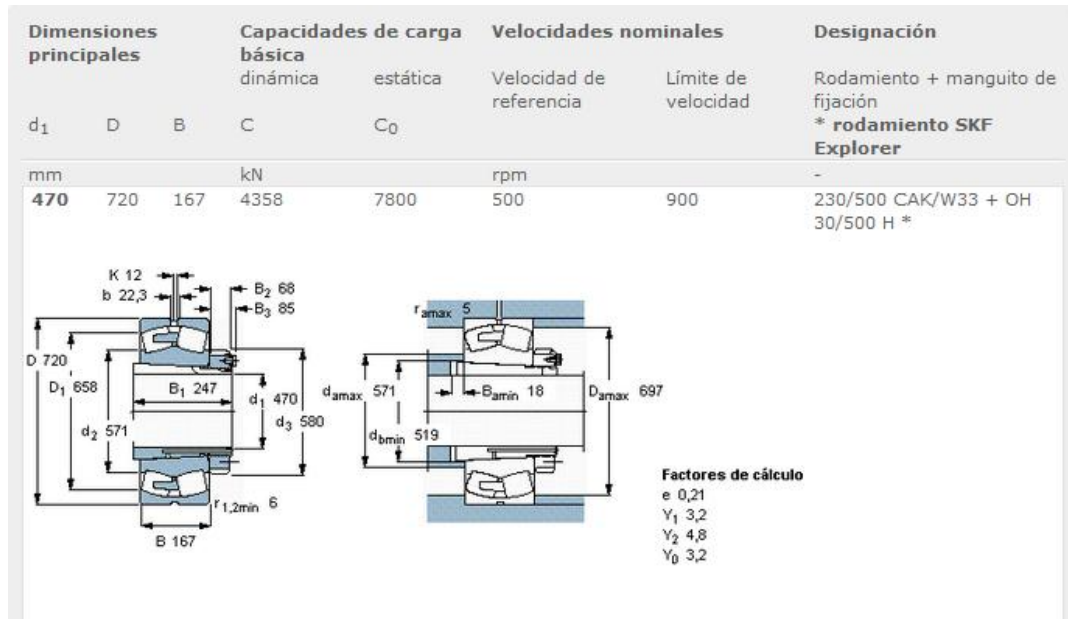 Dimensiones principales
Capacidades de carga básica
Velocidades nominales
Designación
dinámica
estática
Velocidad de referencia
Límite de velocidad
Rodamiento + manguito de fijación
* rodamiento SKF Explorer
d1 D B C C0
mm kN rpm -
470 720 167 4358 7800 500 900 230/500 CAK/W33 + OH 30/500 H *
K 12
b 22,3
B2 68
B3 85
D 720
D1 658
d2 571
B1 247
d1 470
d3 580
r1,2min 6
B 167
ramax 5
damax 571
dbmin 519
Bamin 18
Damax 697
Factores de cálculo
e 0,21
Y1 3,2
Y2 4,8
Y0 3,2